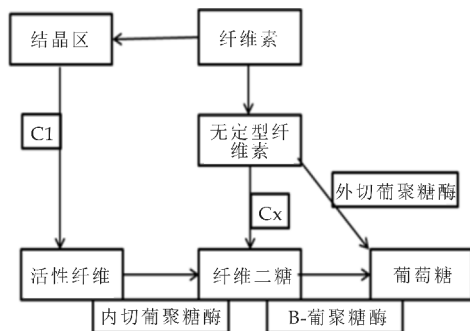 结晶区
纤维素
C1
无定型纤
维素
外切葡聚糖酶
Cx
活性纤维
纤维二糖
葡萄糖
内切葡聚糖酶
B-葡聚糖酶